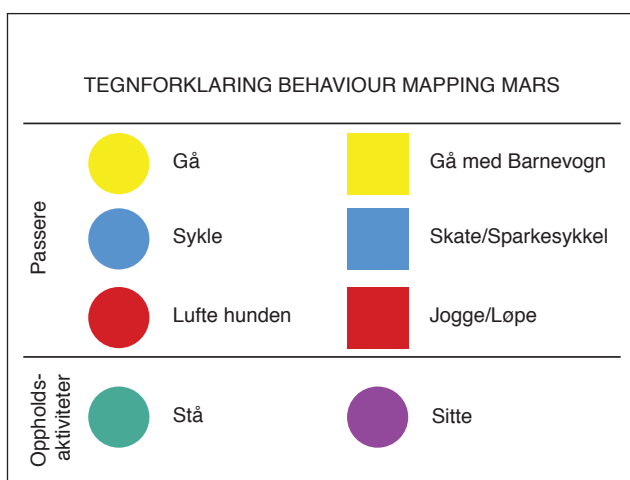 TEGNFORKLARING BEHAVIOUR MAPPING MARS
Passere
Gå
Gå med Barnevogn
Sykle
Skate/Sparkesykkel
Lufte hunden
Jogge/Løpe
Oppholds-
aktiviteter
Stå
Sitte